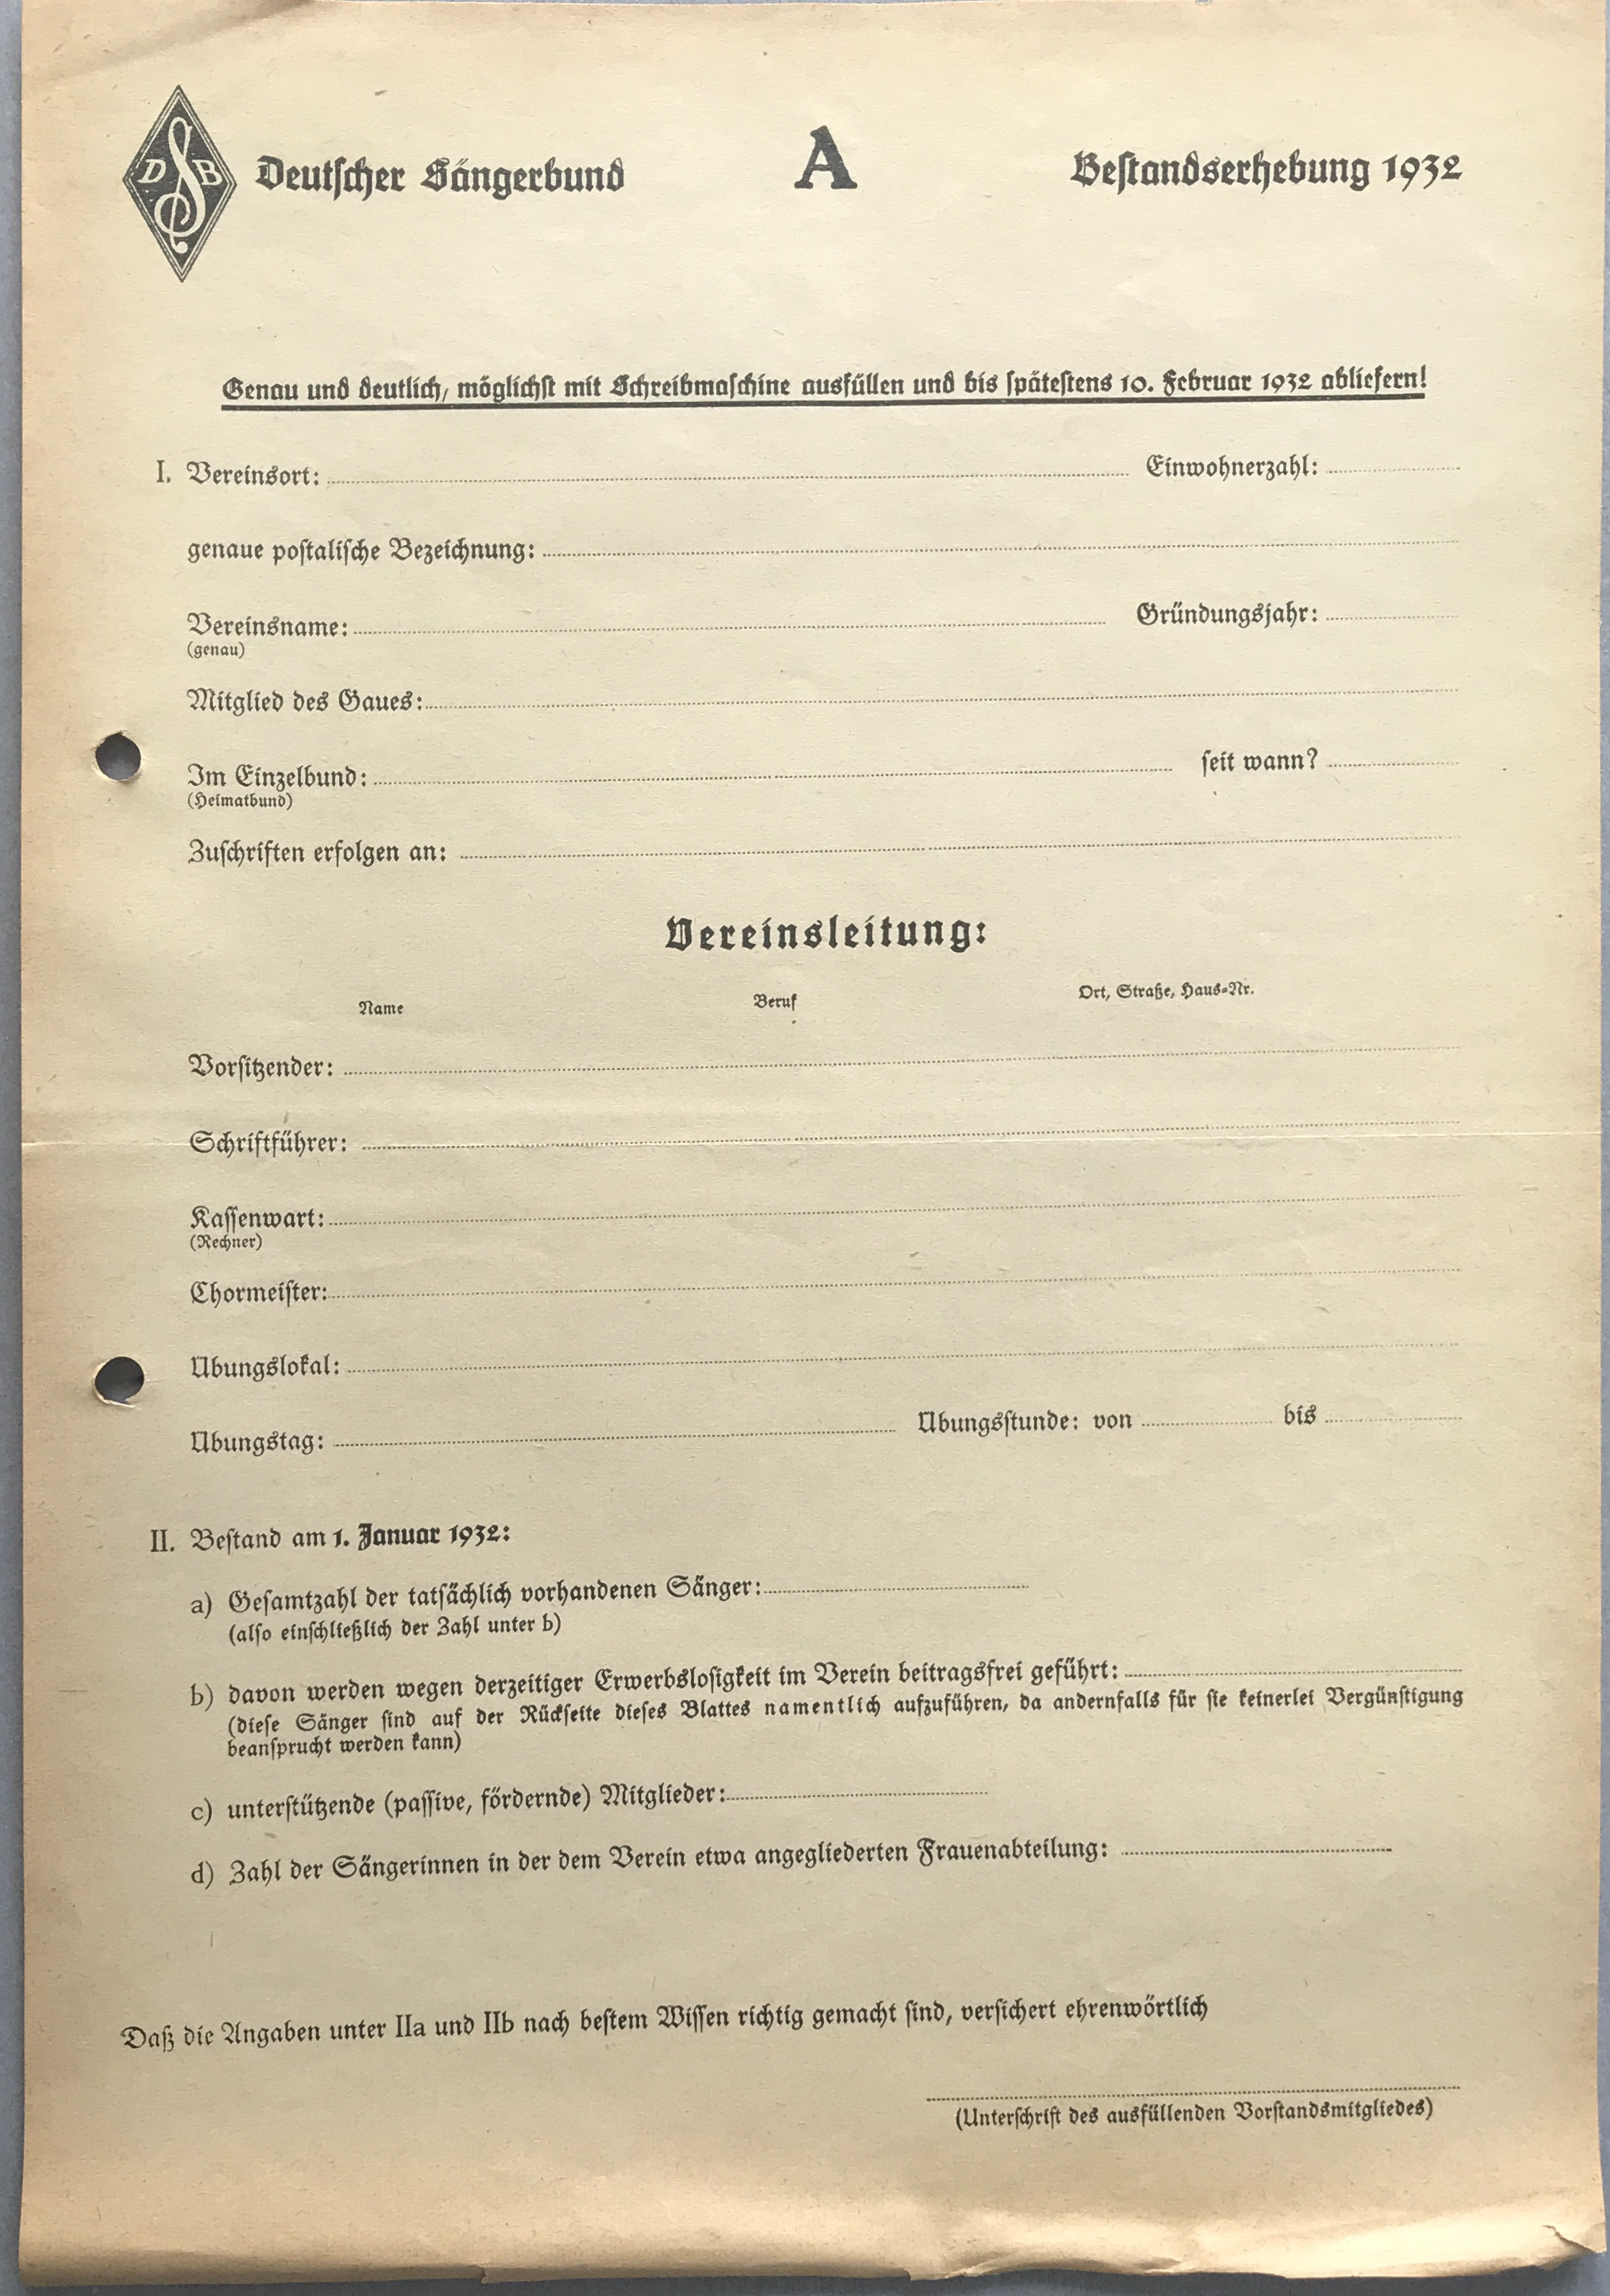 DSB Deutscher Sängerbund A Bestandserhebung 1932
Genau und deutlich, möglichst mit Schreibmaschine ausfüllen und bis spätestens 10. Februar 1932 abliefern!
I. Vereinsort: Einwohnerzahl:
genaue postalische Bezeichnung:
Vereinsname: Gründungsjahr:
(genau)
Mitglied des Gaues:
Im Einzelbund: seit wann?
(Heimatbund)
Zuschriften erfolgen an:
Vereinsleitung:
Name Beruf Ort, Straße, Haus-Nr.
Vorsitzender:
Schriftführer:
Kassenwart:
(Rechner)
Chormeister:
Übungslokal:
Übungstag: Übungsstunde: von bis
II. Bestand am 1. Januar 1932:
a) Gesamtzahl der tatsächlich vorhandenen Sänger:
(also einschließlich der Zahl unter b)
b) davon werden wegen derzeitiger Erwerbslosigkeit im Verein beitragsfrei geführt:
(diese Sänger sind auf der Rückseite dieses Blattes namentlich aufzuführen, da andernfalls für sie keinerlei Vergünstigung
beansprucht werden kann)
c) unterstützende (passive, fördernde) Mitglieder:
d) Zahl der Sängerinnen in der dem Verein etwa angegliederten Frauenabteilung:
Daß die Angaben unter IIa und IIb nach bestem Wissen richtig gemacht sind, versichert ehrenwörtlich
(Unterschrift des ausfüllenden Vorstandsmitgliedes)